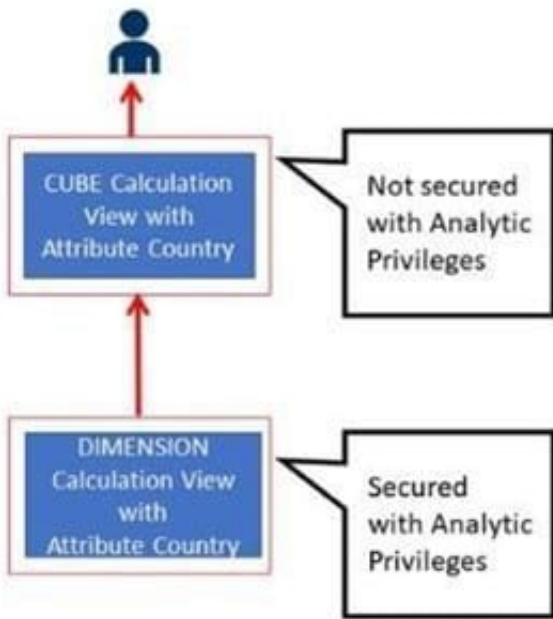 CUBE Calculation
View with
Attribute Country
Not secured
with Analytic
Privileges
DIMENSION
Calculation View
with
Attribute Country
Secured
with Analytic
Privileges